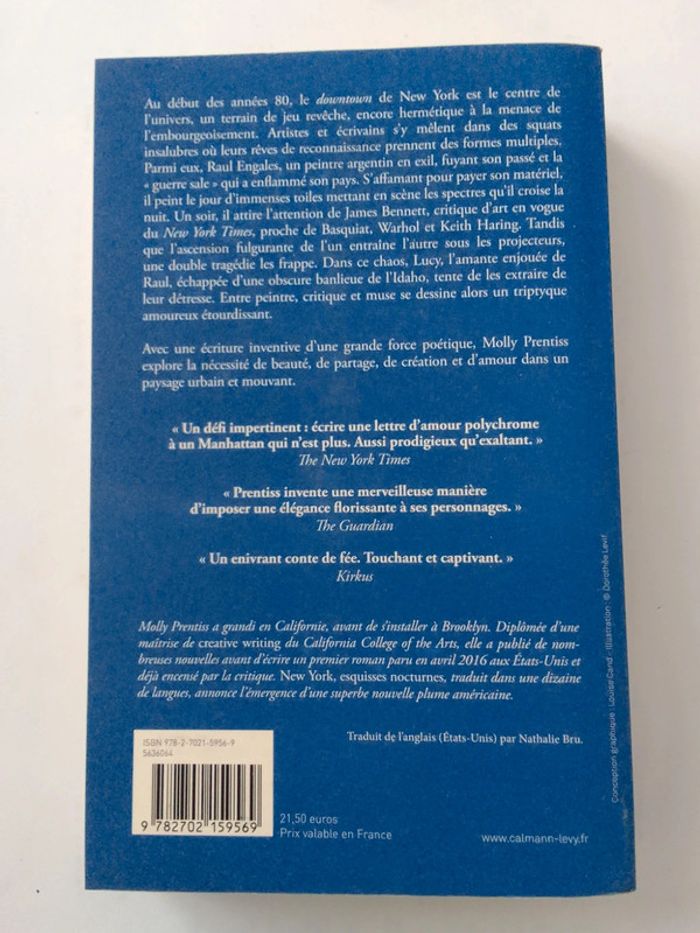 Au début des années 80, le downtown de New York est le centre de
l'univers, un terrain de jeu revêche, encore hermétique à la menace de
l'embourgeoisement. Artistes et écrivains s'y mêlent dans des squats
insalubres où leurs rêves de reconnaissance prennent des formes multiples.
Parmi eux, Raul Engales, un peintre argentin en exil, fuyant son passé et la
« guerre sale » qui a enflammé son pays. S'affamant pour payer son matériel,
il peint le jour d'immenses toiles mettant en scène les spectres qu'il croise la
nuit. Un soir, il attire l'attention de James Bennett, critique d'art en vogue
du New York Times, proche de Basquiat, Warhol et Keith Haring. Tandis
que l'ascension fulgurante de l'un entraîne l'autre sous les projecteurs,
une double tragédie les frappe. Dans ce chaos, Lucy, l'amante enjouée de
Raul, échappée d'une obscure banlieue de l'Idaho, tente de les extraire de
leur détresse. Entre peintre, critique et muse se dessine alors un triptyque
amoureux étourdissant.
Avec une écriture inventive d'une grande force poétique, Molly Prentiss
explore la nécessité de beauté, de partage, de création et d'amour dans un
paysage urbain et mouvant.
« Un défi impertinent : écrire une lettre d'amour polychrome
à un Manhattan qui n'est plus. Aussi prodigieux qu'exaltant. »
The New York Times
« Prentiss invente une merveilleuse manière
d'imposer une élégance florissante à ses personnages. »
The Guardian
« Un enivrant conte de fée. Touchant et captivant. »
Kirkus
Molly Prentiss a grandi en Californie, avant de s'installer à Brooklyn. Diplômée d'une
maîtrise de creative writing du California College of the Arts, elle a publié de nom-
breuses nouvelles avant d'écrire un premier roman paru en avril 2016 aux États-Unis et
déjà encensé par la critique. New York, esquisses nocturnes, traduit dans une dizaine
de langues, annonce l'émergence d'une superbe nouvelle plume américaine.
Traduit de l'anglais (États-Unis) par Nathalie Bru.
ISBN 978-2-7021-5956-9
5636064
9 782702 159569
21,50 euros
Prix valable en France
www.calmann-levy.fr
Conception graphique : Louise Cand - Illustration : © Dorothée Levif